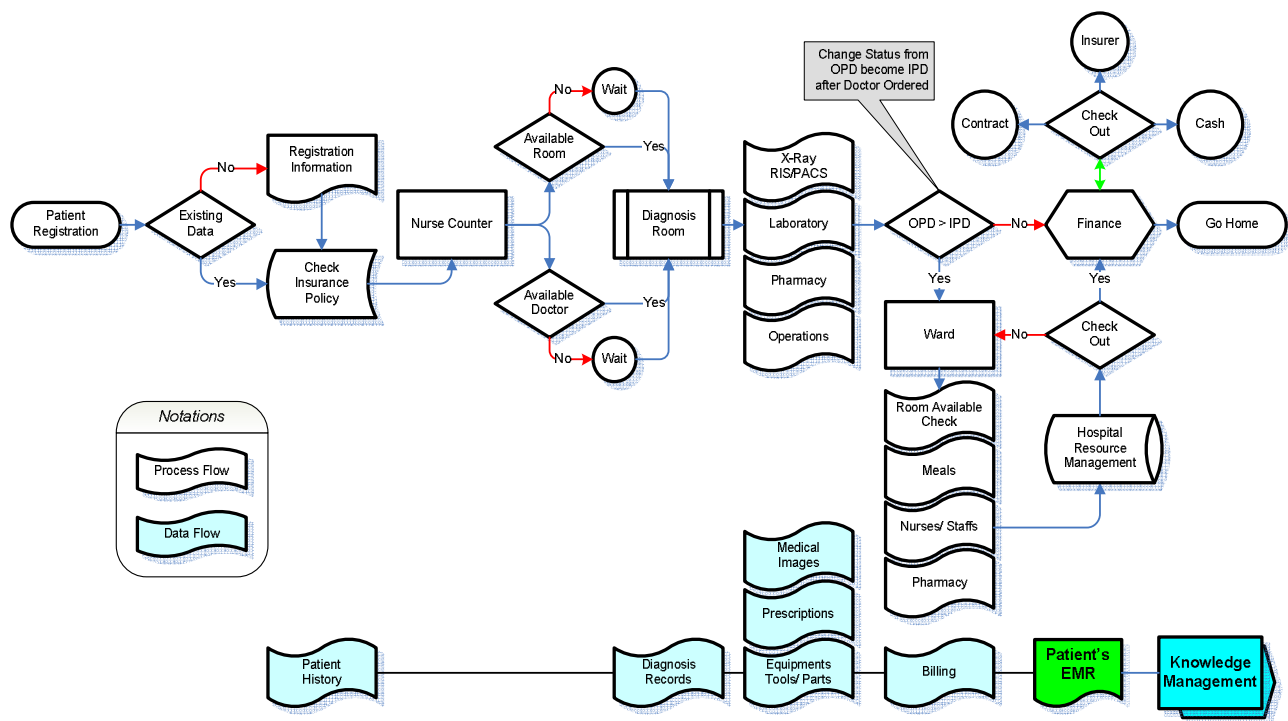 Insurer
Change Status from
OPD become IPD
after Doctor Ordered
No
Wait
Contract
Check
Out
Cash
Registration
Information
Available
Room
Yes
X-Ray
RIS/PACS
No
Patient
Registration
Existing
Data
Nurse Counter
Diagnosis
Room
Laboratory
OPD > IPD
No
Finance
Go Home
Yes
Check
Insurance
Policy
Available
Doctor
Yes
Pharmacy
Yes
Yes
No
Wait
Operations
Ward
No
Check
Out
Notations
Process Flow
Data Flow
Room Available
Check
Meals
Nurses/ Staffs
Pharmacy
Hospital
Resource
Management
Medical
Images
Prescriptions
Patient
History
Diagnosis
Records
Equipments
Tools/ Parts
Billing
Patient's
EMR
Knowledge
Management